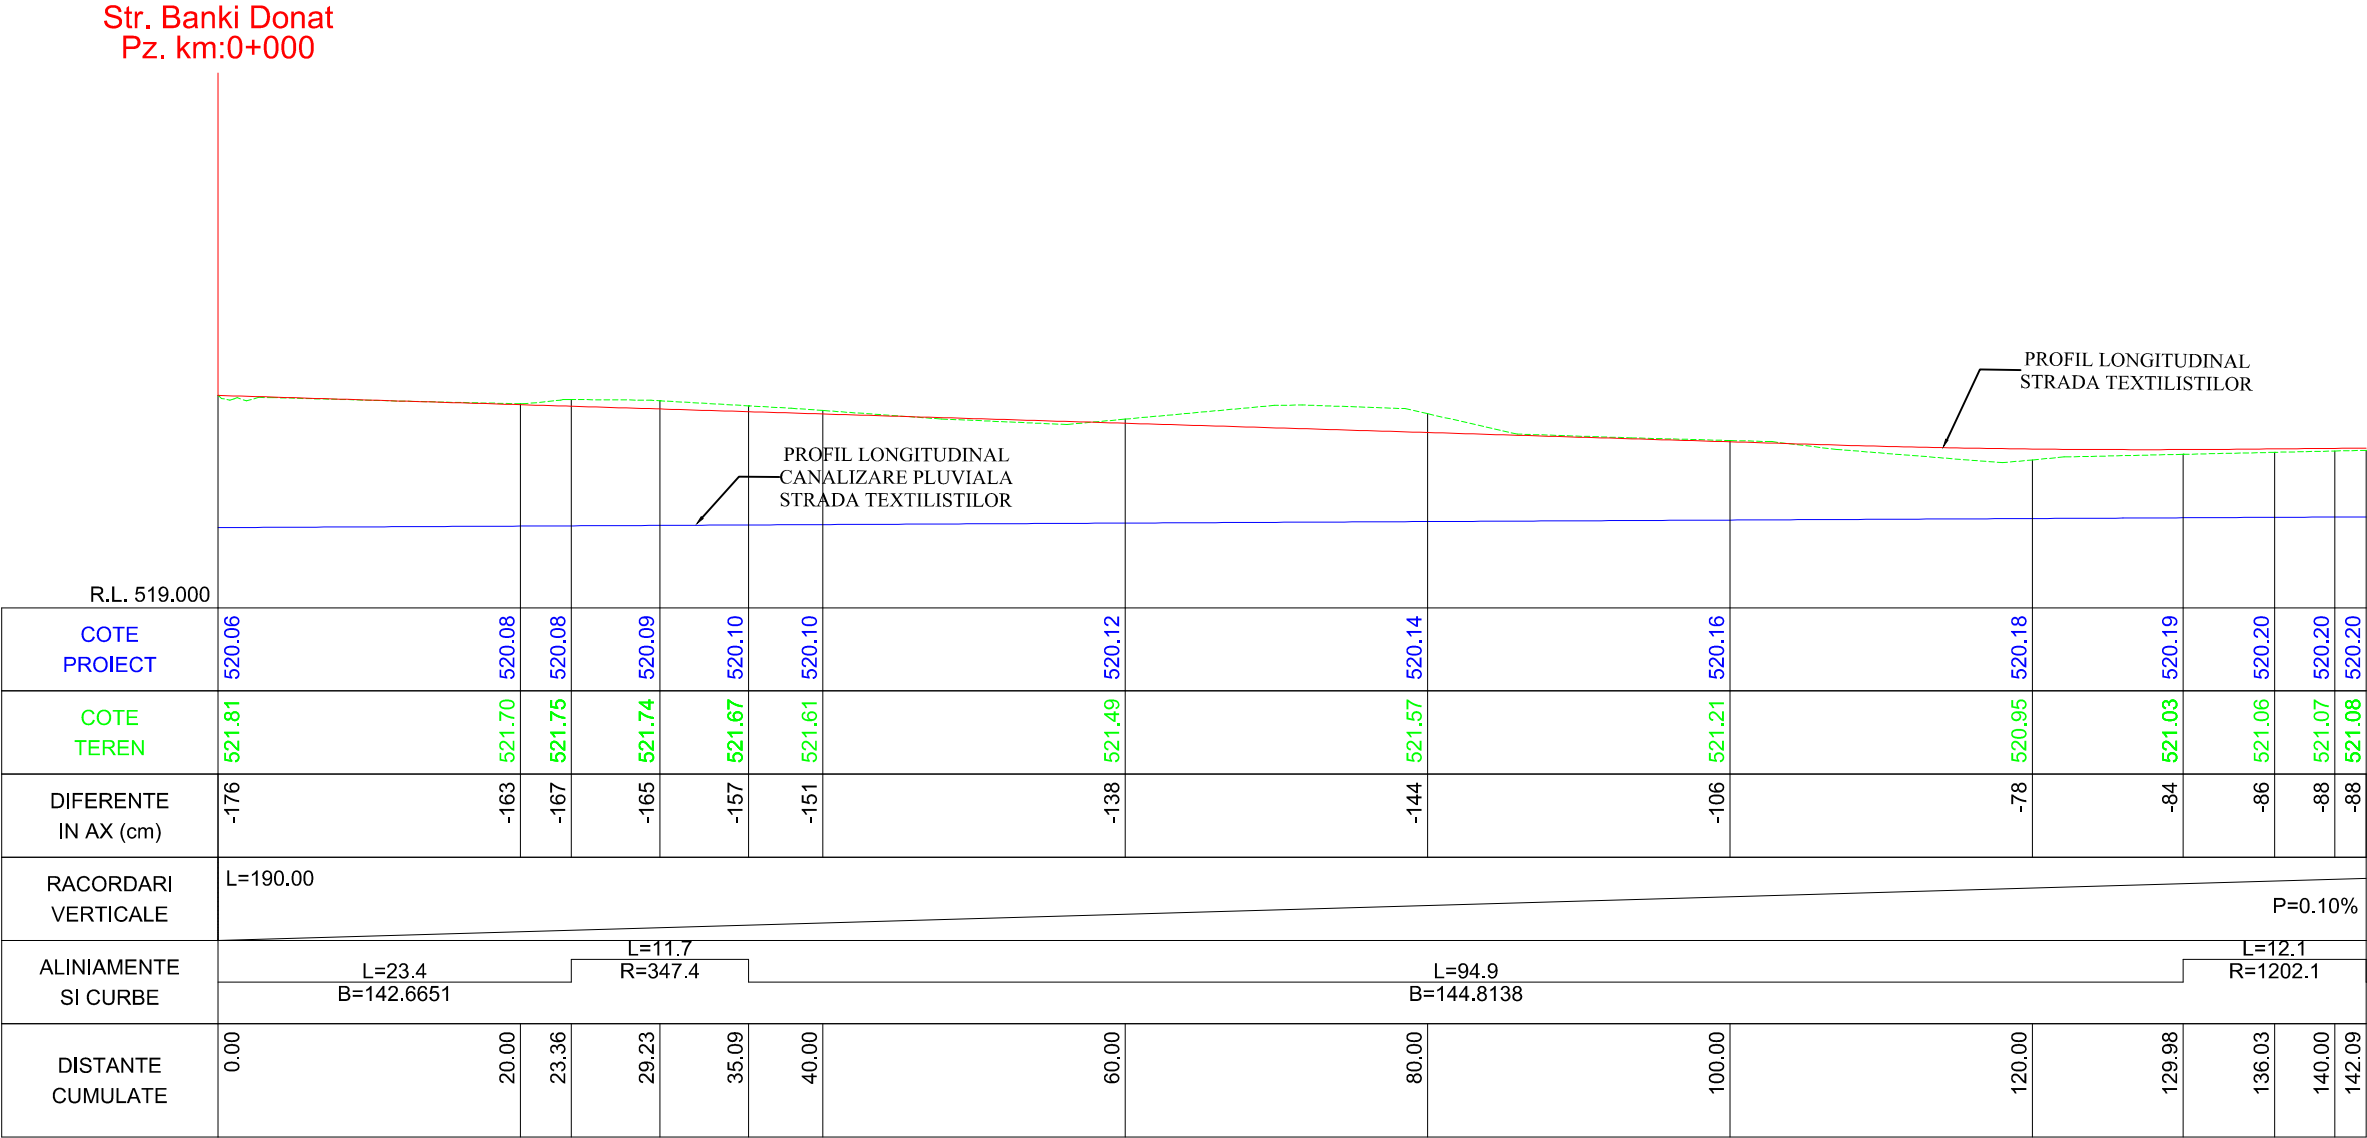 Str. Banki Donat
Pz. km:0+000
PROFIL LONGITUDINAL
STRADA TEXTILISTILOR
PROFIL LONGITUDINAL
CANALIZARE PLUVIALA
STRADA TEXTILISTILOR
R.L. 519.000
COTE
PROIECT
520.06 520.08 520.08 520.09 520.10 520.10 520.12 520.14 520.16 520.18 520.19 520.20 520.20 520.20
COTE
TEREN
521.81 521.70 521.75 521.74 521.67 521.61 521.49 521.57 521.21 520.95 521.03 521.06 521.07 521.08
DIFERENTE
IN AX (cm)
-176 -163 -167 -165 -157 -151 -138 -144 -106 -78 -84 -86 -88 -88
RACORDARI
VERTICALE
L=190.00
P=0.10%
ALINIAMENTE
SI CURBE
L=23.4
B=142.6651
L=11.7
R=347.4
L=94.9
B=144.8138
L=12.1
R=1202.1
DISTANTE
CUMULATE
0.00 20.00 23.36 29.23 35.09 40.00 60.00 80.00 100.00 120.00 129.98 136.03 140.00 142.09